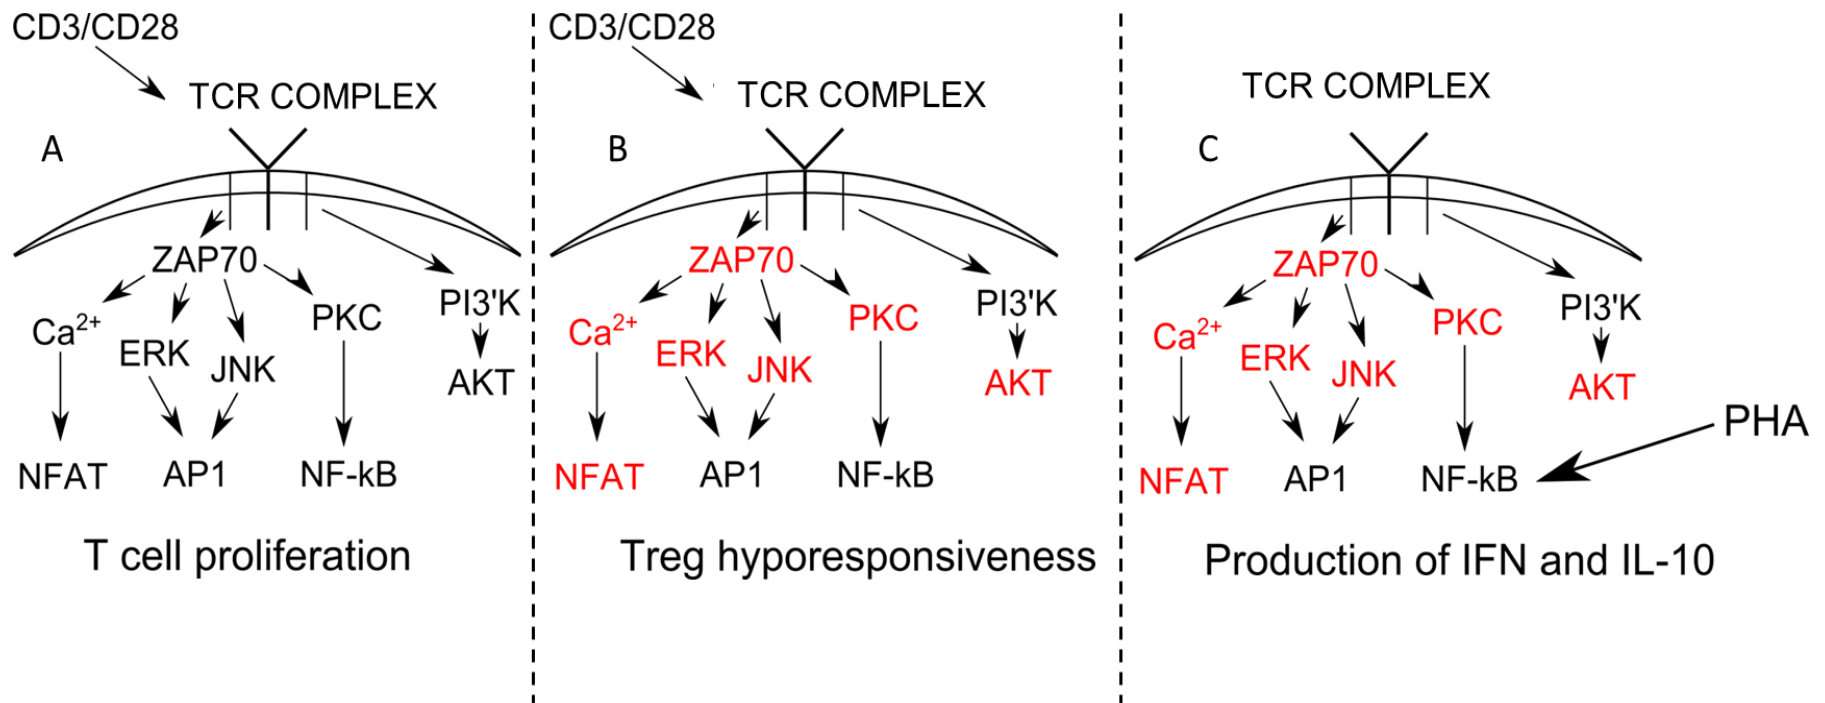 CD3/CD28
TCR COMPLEX
A
ZAP70
Ca²⁺
ERK
JNK
PKC
PI3'K
AKT
NFAT
AP1
NF-kB
T cell proliferation
CD3/CD28
TCR COMPLEX
B
ZAP70
Ca²⁺
ERK
JNK
PKC
PI3'K
AKT
NFAT
AP1
NF-kB
Treg hyporesponsiveness
TCR COMPLEX
C
ZAP70
Ca²⁺
ERK
JNK
PKC
PI3'K
AKT
PHA
NFAT
AP1
NF-kB
Production of IFN and IL-10